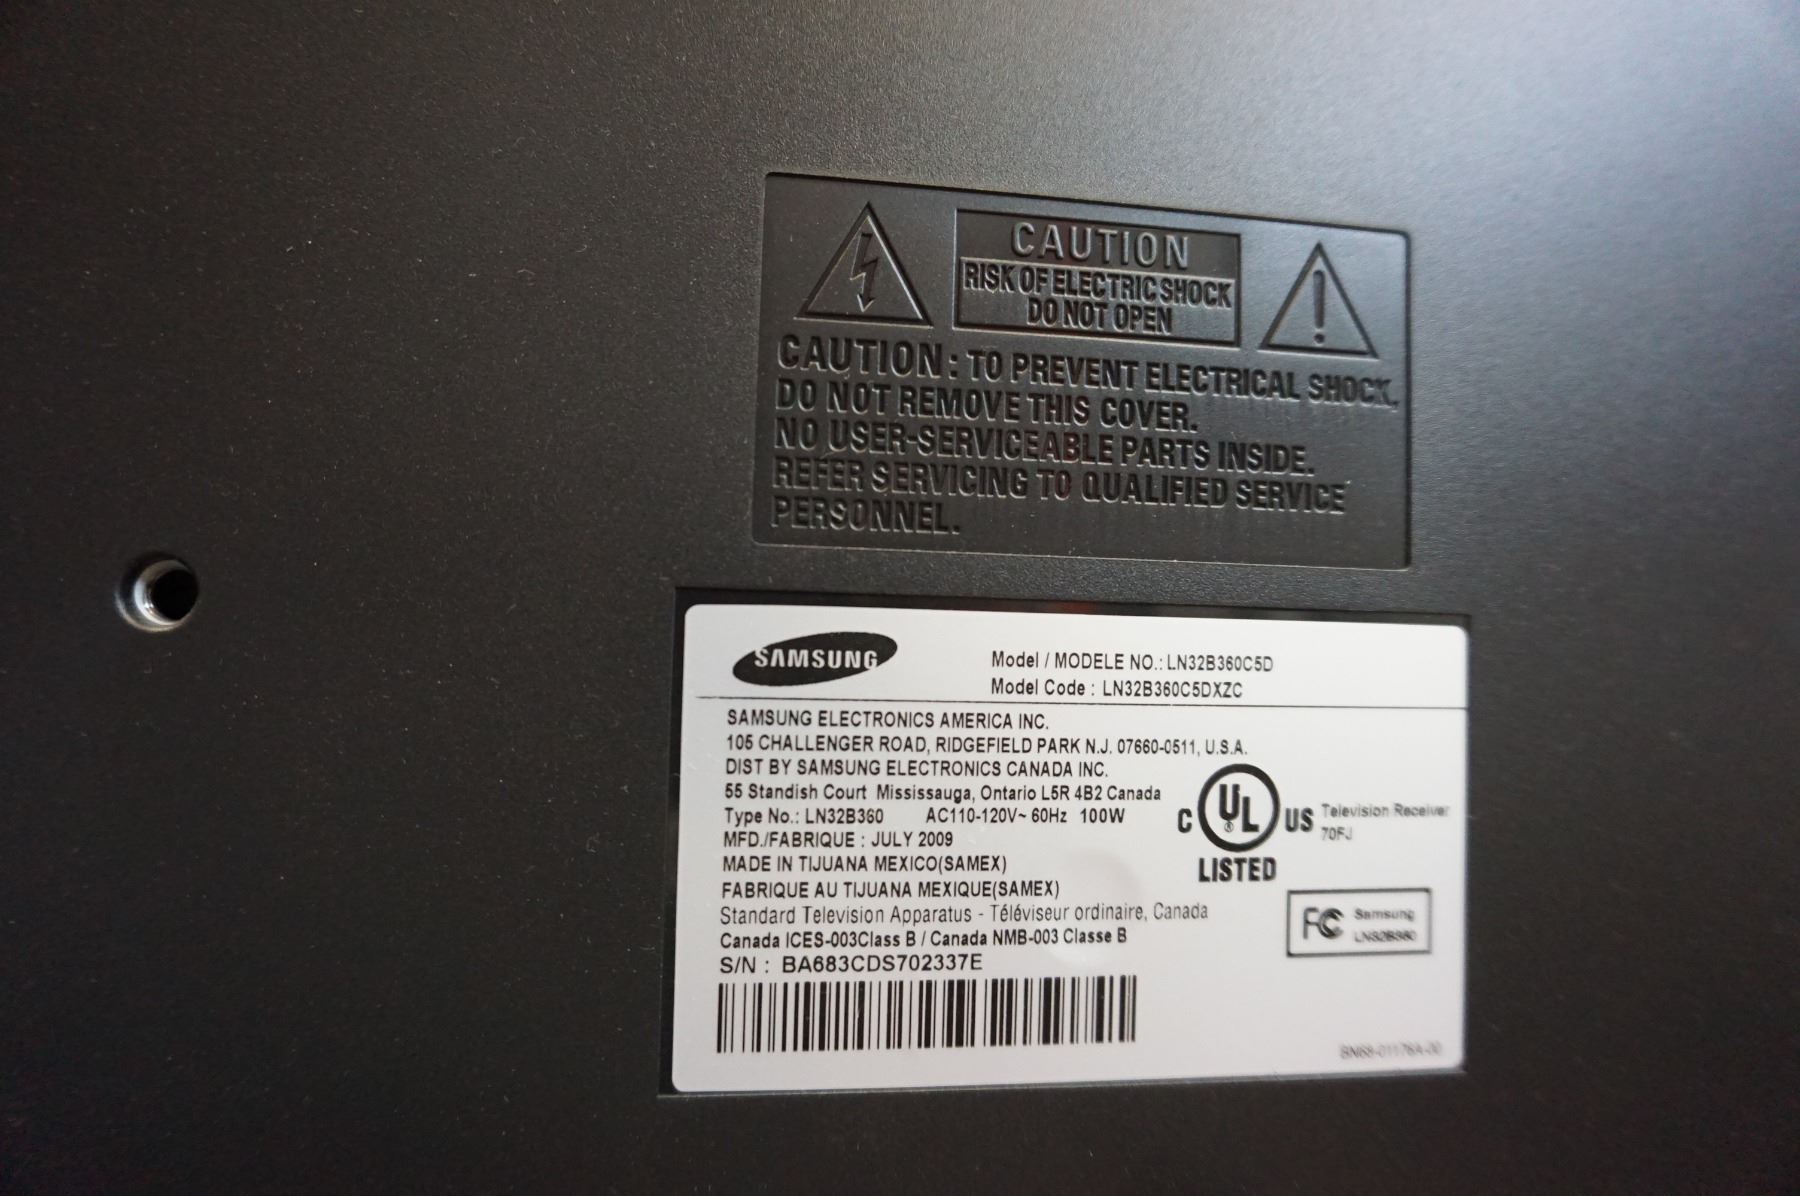 CAUTION
RISK OF ELECTRIC SHOCK
DO NOT OPEN
CAUTION : TO PREVENT ELECTRICAL SHOCK,
DO NOT REMOVE THIS COVER.
NO USER-SERVICEABLE PARTS INSIDE.
REFER SERVICING TO QUALIFIED SERVICE
PERSONNEL.
SAMSUNG
Model / MODELE NO.: LN32B360C5D
Model Code : LN32B360C5DXZC
SAMSUNG ELECTRONICS AMERICA INC.
105 CHALLENGER ROAD, RIDGEFIELD PARK N.J. 07660-0511, U.S.A.
DIST BY SAMSUNG ELECTRONICS CANADA INC.
55 Standish Court Mississauga, Ontario L5R 4B2 Canada
Type No.: LN32B360 AC110-120V~ 60Hz 100W
MFD./FABRIQUE : JULY 2009
MADE IN TIJUANA MEXICO(SAMEX)
FABRIQUE AU TIJUANA MEXIQUE(SAMEX)
Standard Television Apparatus - Téléviseur ordinaire, Canada
Canada ICES-003Class B / Canada NMB-003 Classe B
S/N : BA683CDS702337E
C UL ® US
LISTED
Television Receiver
70FJ
FC
Samsung
LN32B360
BN68-01176A-00